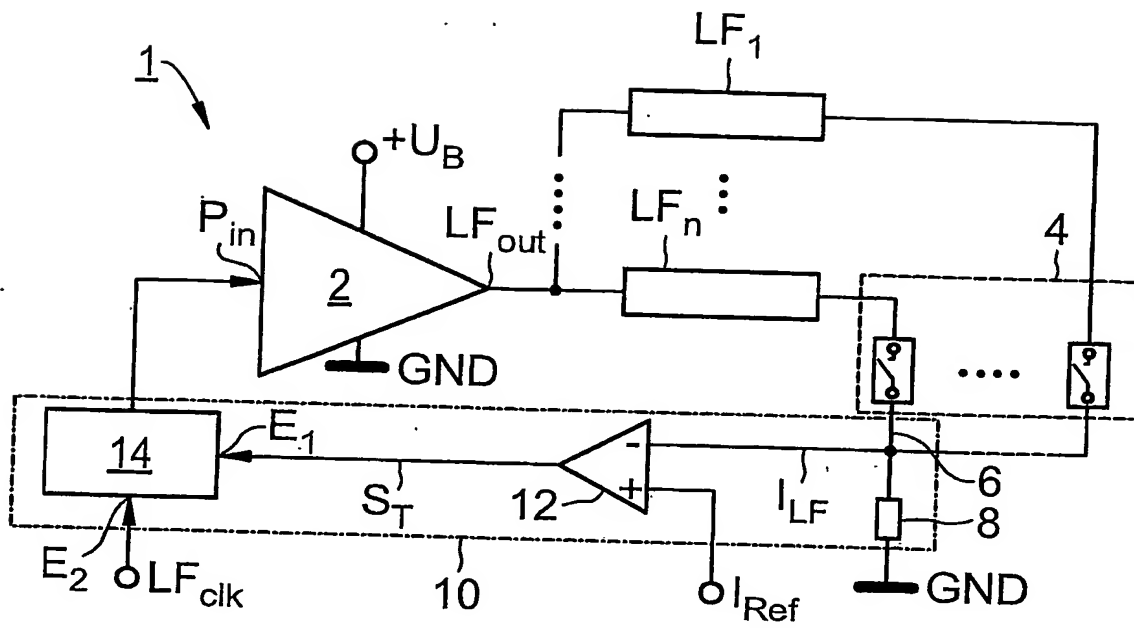 LF1
1
+UB
Pin
LFout
LFn
4
2
GND
E1
14
-
+
12
ST
ILF
6
8
E2
LFclk
10
IRef
GND